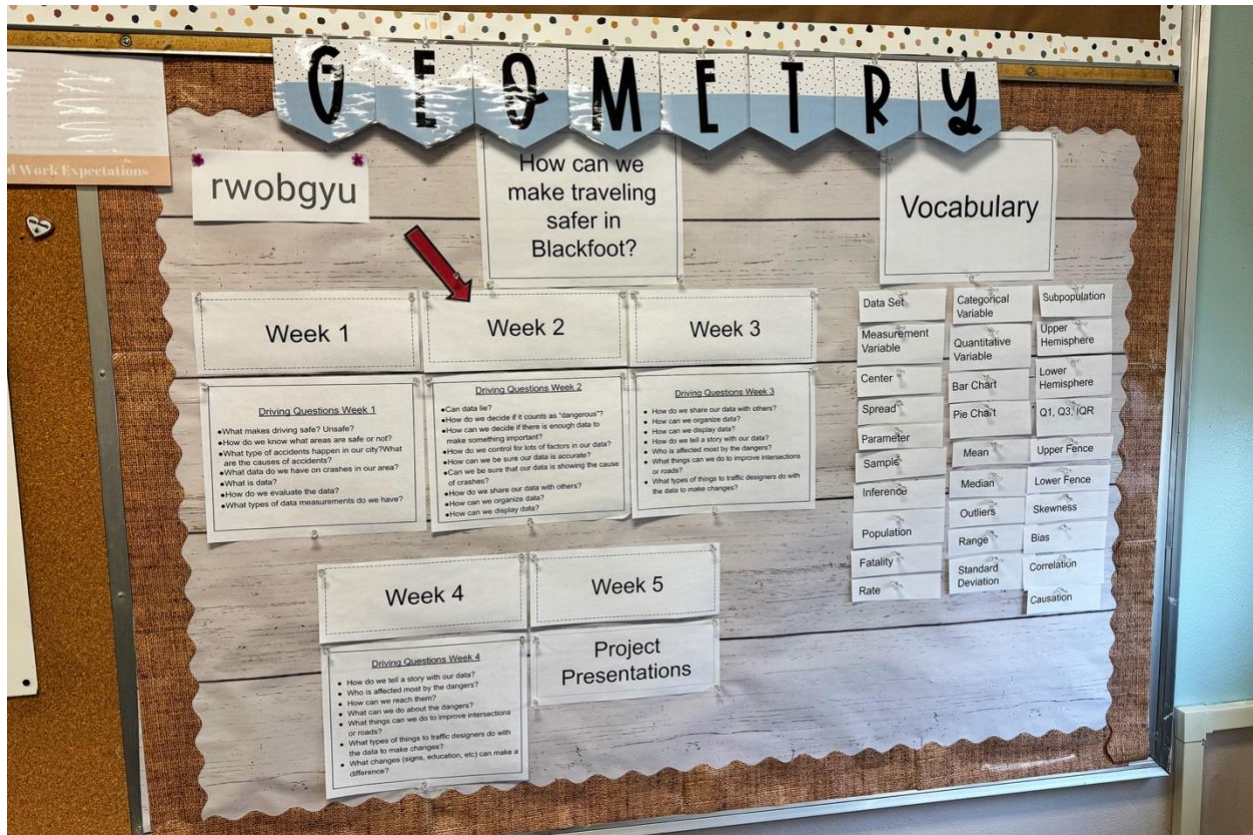 GEOMETRY
d Work Expectations
rwobgyu
How can we
make traveling
safer in
Blackfoot?
Vocabulary
Week 1
Week 2
Week 3
Driving Questions Week 1
●What makes driving safe? Unsafe?
●How do we know what areas are safe or not?
●What type of accidents happen in our city?What
are the causes of accidents?
●What data do we have on crashes in our area?
●What is data?
●How do we evaluate the data?
●What types of data measurements do we have?
Driving Questions Week 2
●Can data lie?
●How do we decide if it counts as "dangerous"?
●How can we decide if there is enough data to
make something important?
●How do we control for lots of factors in our data?
●How can we be sure our data is accurate?
●Can we be sure that our data is showing the cause
of crashes?
●How do we share our data with others?
●How can we organize data?
●How can we display data?
Driving Questions Week 3
● How do we share our data with others?
● How can we organize data?
● How can we display data?
● How do we tell a story with our data?
● Who is affected most by the dangers?
● What things can we do to improve intersections
or roads?
● What types of things to traffic designers do with
the data to make changes?
Data Set
Measurement
Variable
Center
Spread
Parameter
Sample
Inference
Population
Fatality
Rate
Categorical
Variable
Quantitative
Variable
Bar Chart
Pie Chart
Mean
Median
Outliers
Range
Standard
Deviation
Subpopulation
Upper
Hemisphere
Lower
Hemisphere
Q1, Q3, IQR
Upper Fence
Lower Fence
Skewness
Bias
Correlation
Causation
Week 4
Week 5
Driving Questions Week 4
● How do we tell a story with our data?
● Who is affected most by the dangers?
● How can we reach them?
● What can we do about the dangers?
● What things can we do to improve intersections
or roads?
● What types of things to traffic designers do with
the data to make changes?
● What changes (signs, education, etc) can make a
difference?
Project
Presentations